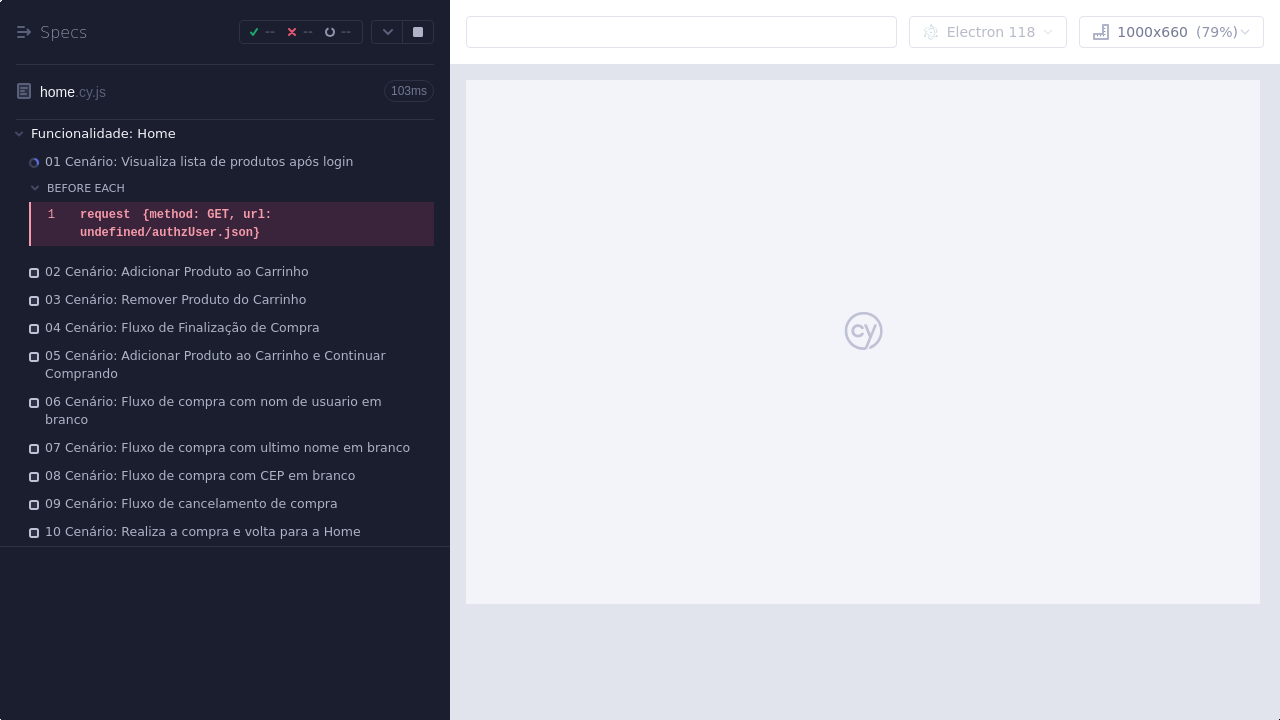 Specs
-- -- --
home.cy.js
103ms
Funcionalidade: Home
01 Cenário: Visualiza lista de produtos após login
BEFORE EACH
1 request {method: GET, url:
undefined/authzUser.json}
02 Cenário: Adicionar Produto ao Carrinho
03 Cenário: Remover Produto do Carrinho
04 Cenário: Fluxo de Finalização de Compra
05 Cenário: Adicionar Produto ao Carrinho e Continuar
Comprando
06 Cenário: Fluxo de compra com nom de usuario em
branco
07 Cenário: Fluxo de compra com ultimo nome em branco
08 Cenário: Fluxo de compra com CEP em branco
09 Cenário: Fluxo de cancelamento de compra
10 Cenário: Realiza a compra e volta para a Home
Electron 118
1000x660 (79%)
cy